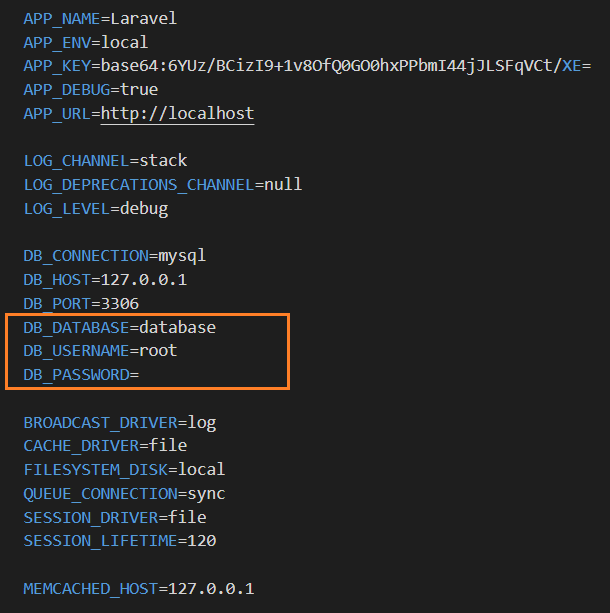 APP_NAME=Laravel
APP_ENV=local
APP_KEY=base64:6YUz/BCizI9+1v8OfQ0GO0hxPPbmI44jJLSFqVCt/XE=
APP_DEBUG=true
APP_URL=http://localhost
LOG_CHANNEL=stack
LOG_DEPRECATIONS_CHANNEL=null
LOG_LEVEL=debug
DB_CONNECTION=mysql
DB_HOST=127.0.0.1
DB_PORT=3306
DB_DATABASE=database
DB_USERNAME=root
DB_PASSWORD=
BROADCAST_DRIVER=log
CACHE_DRIVER=file
FILESYSTEM_DISK=local
QUEUE_CONNECTION=sync
SESSION_DRIVER=file
SESSION_LIFETIME=120
MEMCACHED_HOST=127.0.0.1